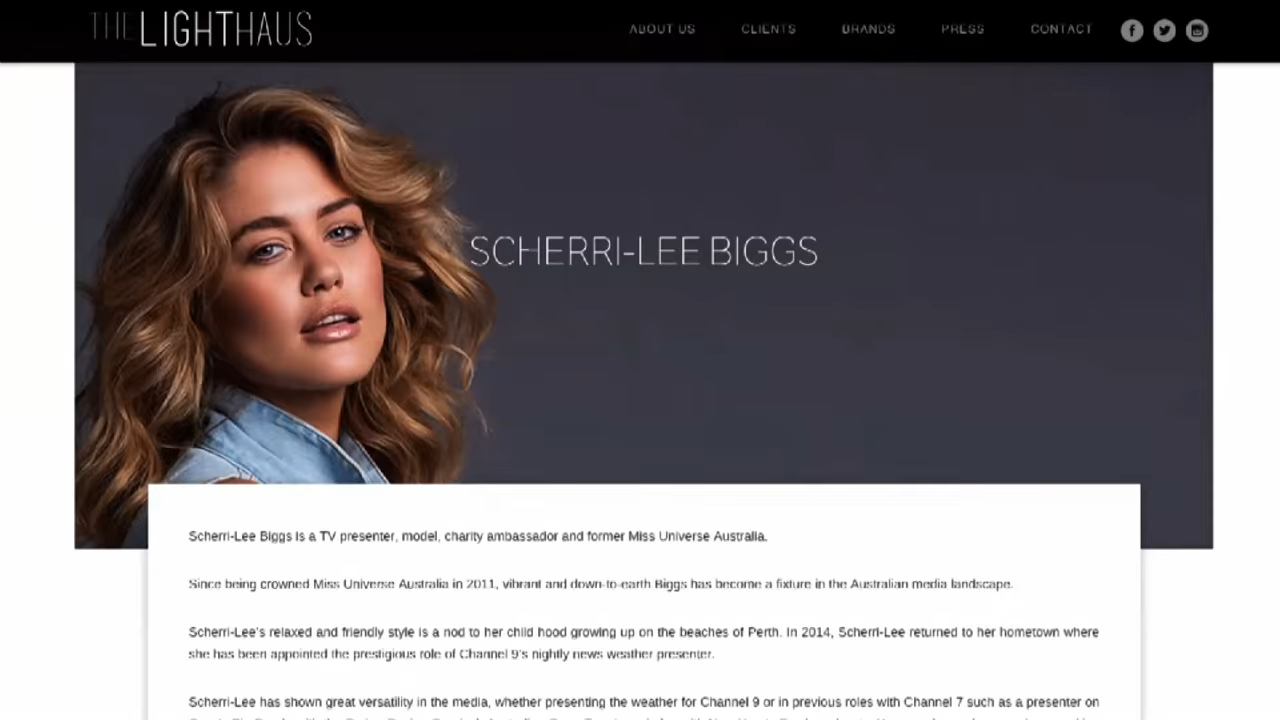 THE LIGHTHAUS
ABOUT US CLIENTS BRANDS PRESS CONTACT
SCHERRI-LEE BIGGS
Scherri-Lee Biggs is a TV presenter, model, charity ambassador and former Miss Universe Australia.
Since being crowned Miss Universe Australia in 2011, vibrant and down-to-earth Biggs has become a fixture in the Australian media landscape.
Scherri-Lee's relaxed and friendly style is a nod to her child hood growing up on the beaches of Perth. In 2014, Scherri-Lee returned to her hometown where
she has been appointed the prestigious role of Channel 9's nightly news weather presenter.
Scherri-Lee has shown great versatility in the media, whether presenting the weather for Channel 9 or in previous roles with Channel 7 such as a presenter on